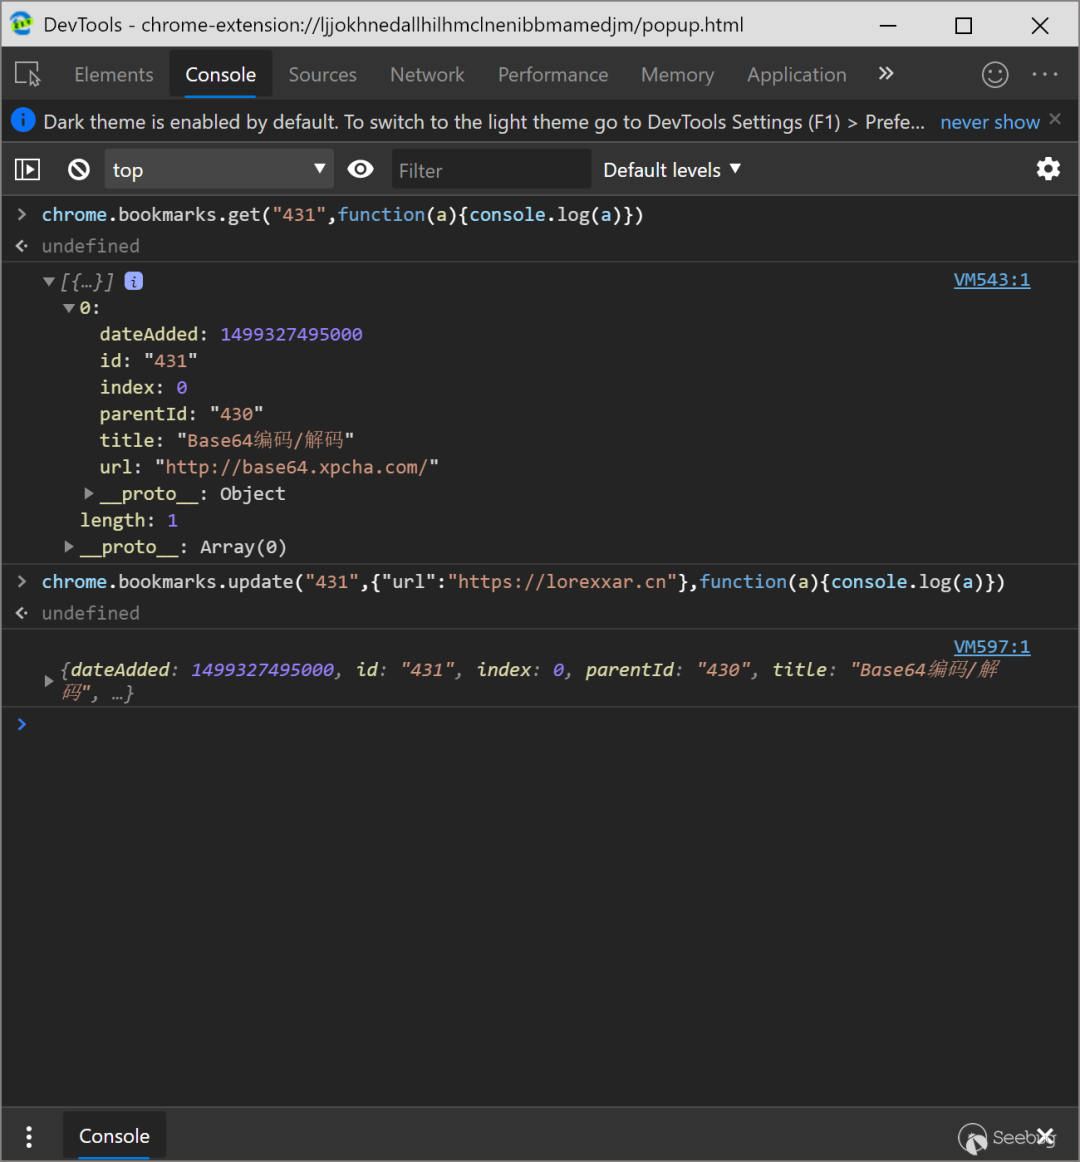 DevTools - chrome-extension://ljjokhnedallhilhmclnenibbmamedjm/popup.html
Elements Console Sources Network Performance Memory Application
Dark theme is enabled by default. To switch to the light theme go to DevTools Settings (F1) > Prefe... never show
top Filter Default levels
chrome.bookmarks.get("431",function(a){console.log(a)})
undefined
[{…}] VM543:1
0:
dateAdded: 1499327495000
id: "431"
index: 0
parentId: "430"
title: "Base64编码/解码"
url: "http://base64.xpcha.com/"
__proto__: Object
length: 1
__proto__: Array(0)
chrome.bookmarks.update("431",{"url":"https://lorexxar.cn"},function(a){console.log(a)})
undefined
VM597:1
{dateAdded: 1499327495000, id: "431", index: 0, parentId: "430", title: "Base64编码/解
码", …}
Console
Seebug